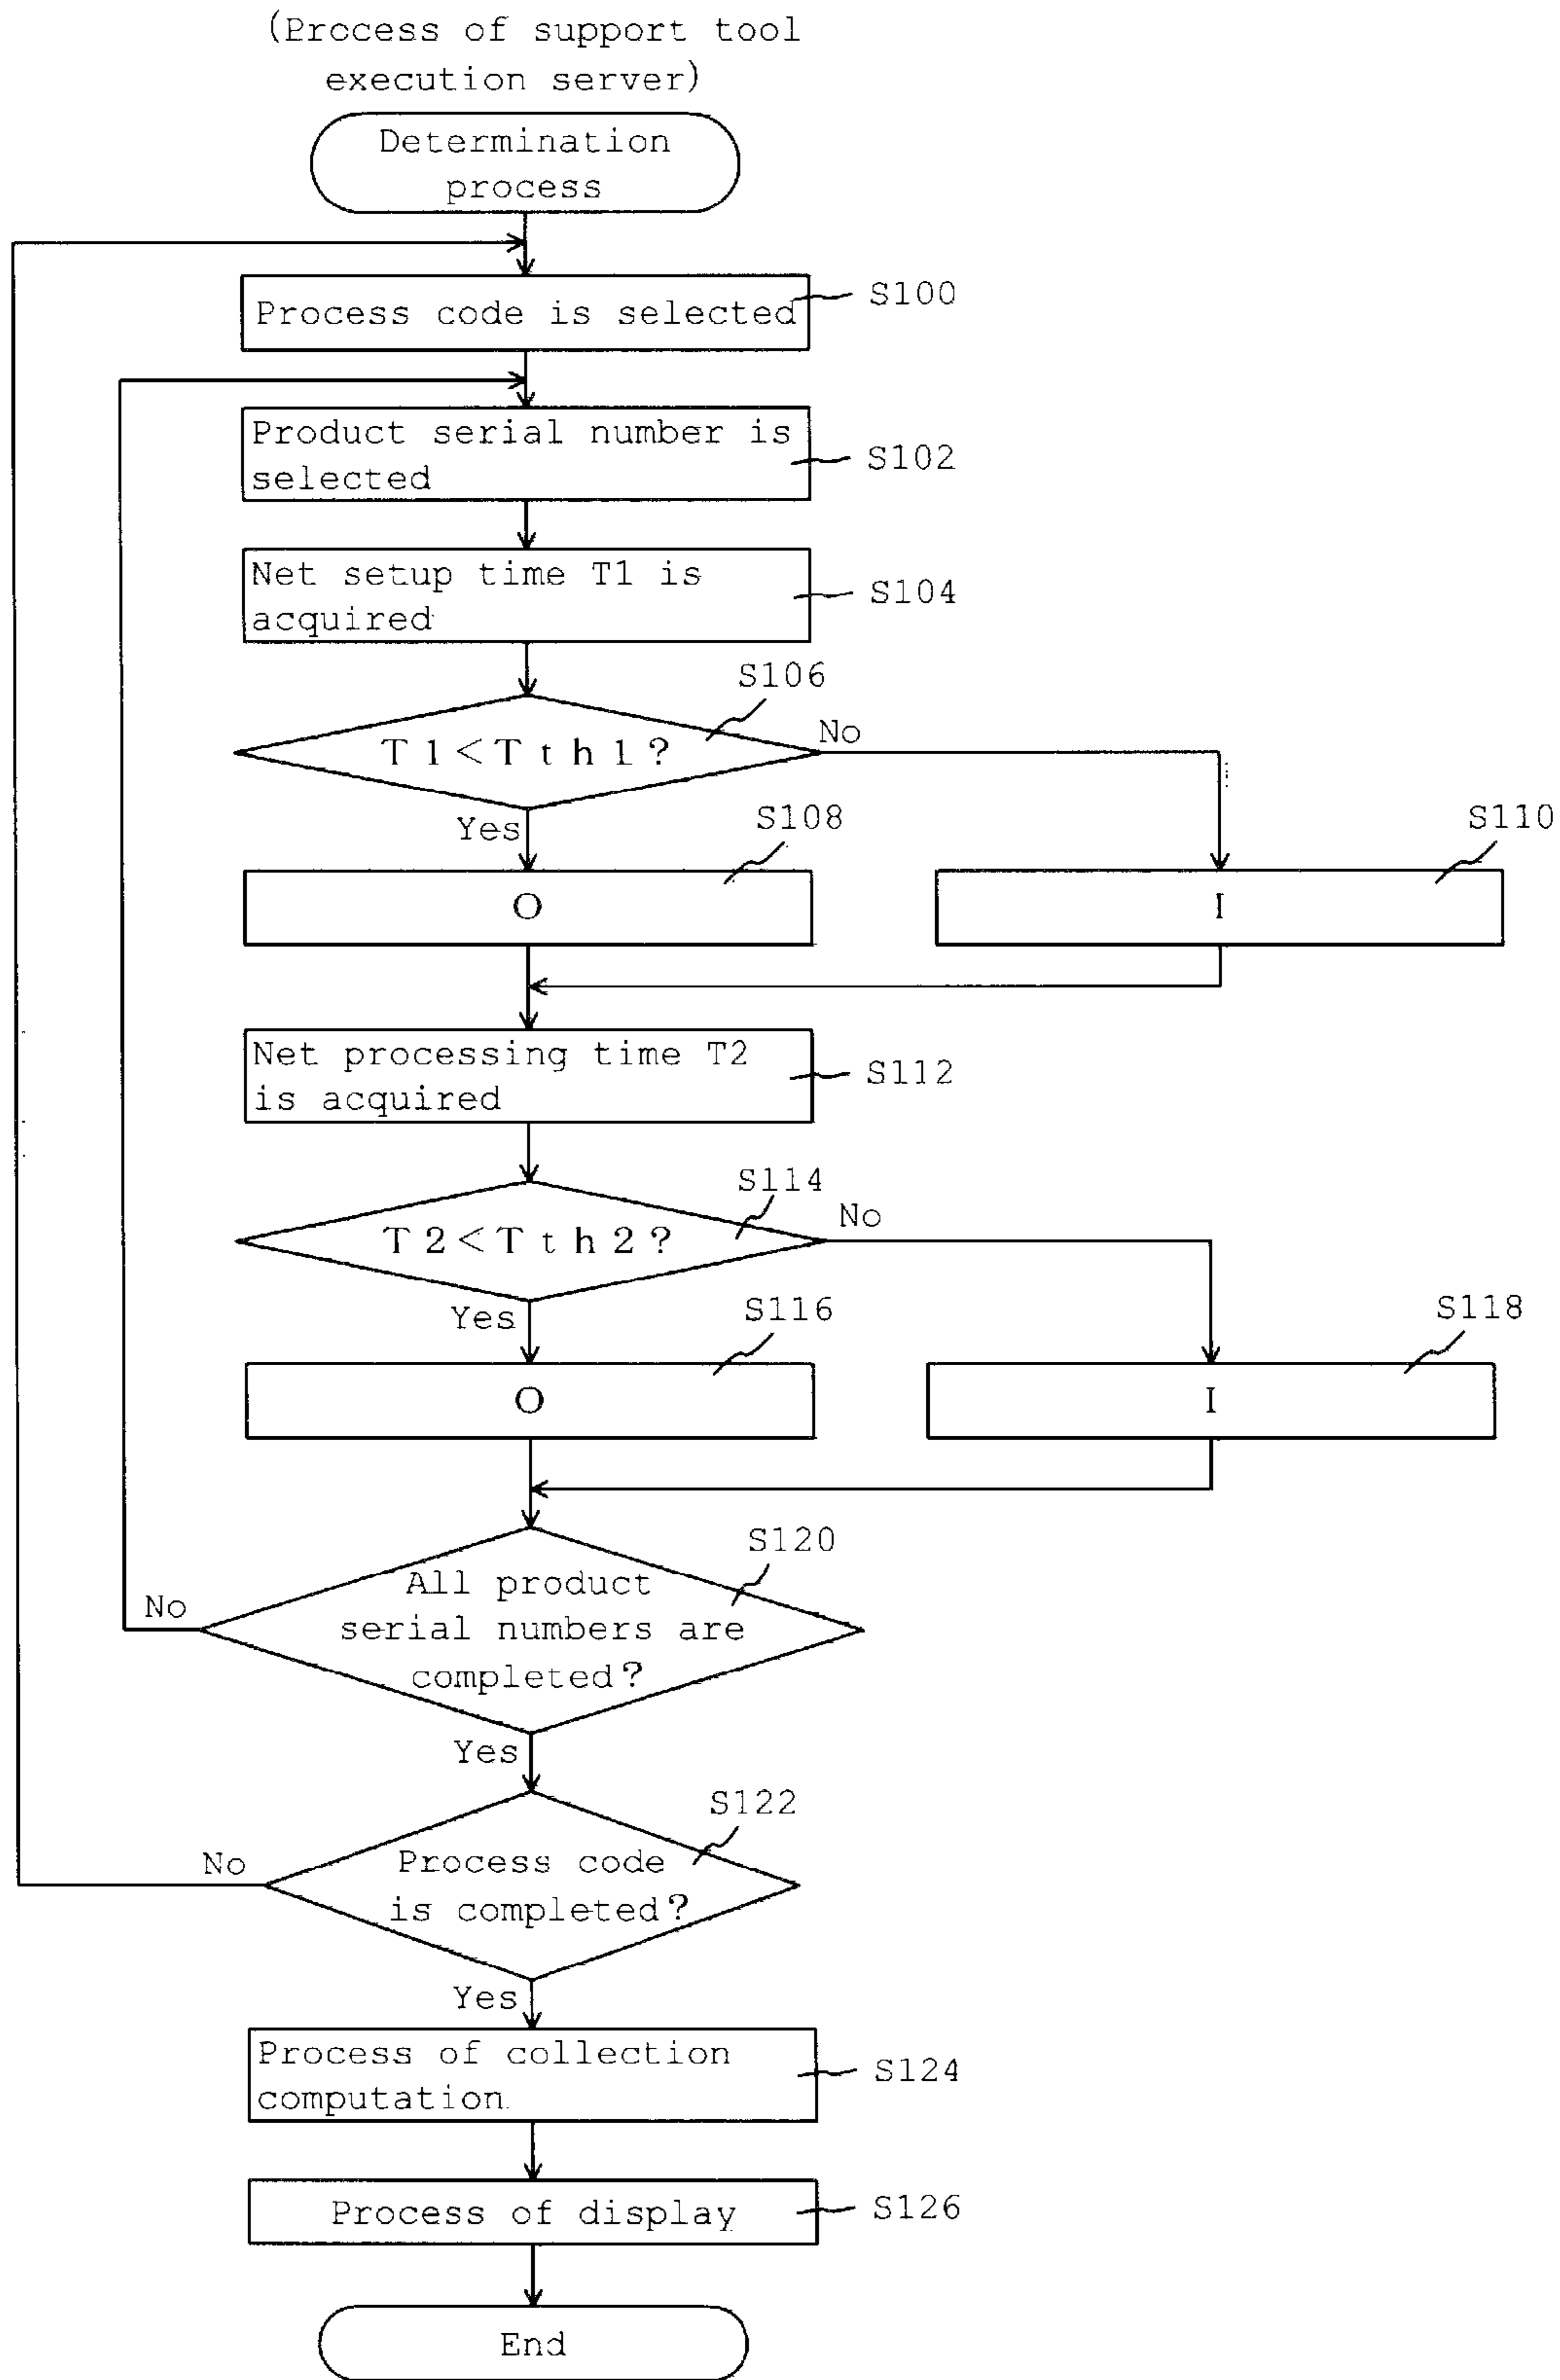 (Process of support tool
execution server)
Determination
process
Process code is selected
S100
Product serial number is
selected
S102
Net setup time T1 is
acquired
S104
S106
T1<Tth1?
No
Yes
S108
S110
O
I
Net processing time T2
is acquired
S112
S114
T2<Tth2?
No
Yes
S116
S118
O
I
S120
All product
serial numbers are
completed?
No
Yes
S122
Process code
is completed?
No
Yes
Process of collection
computation
S124
Process of display
S126
End